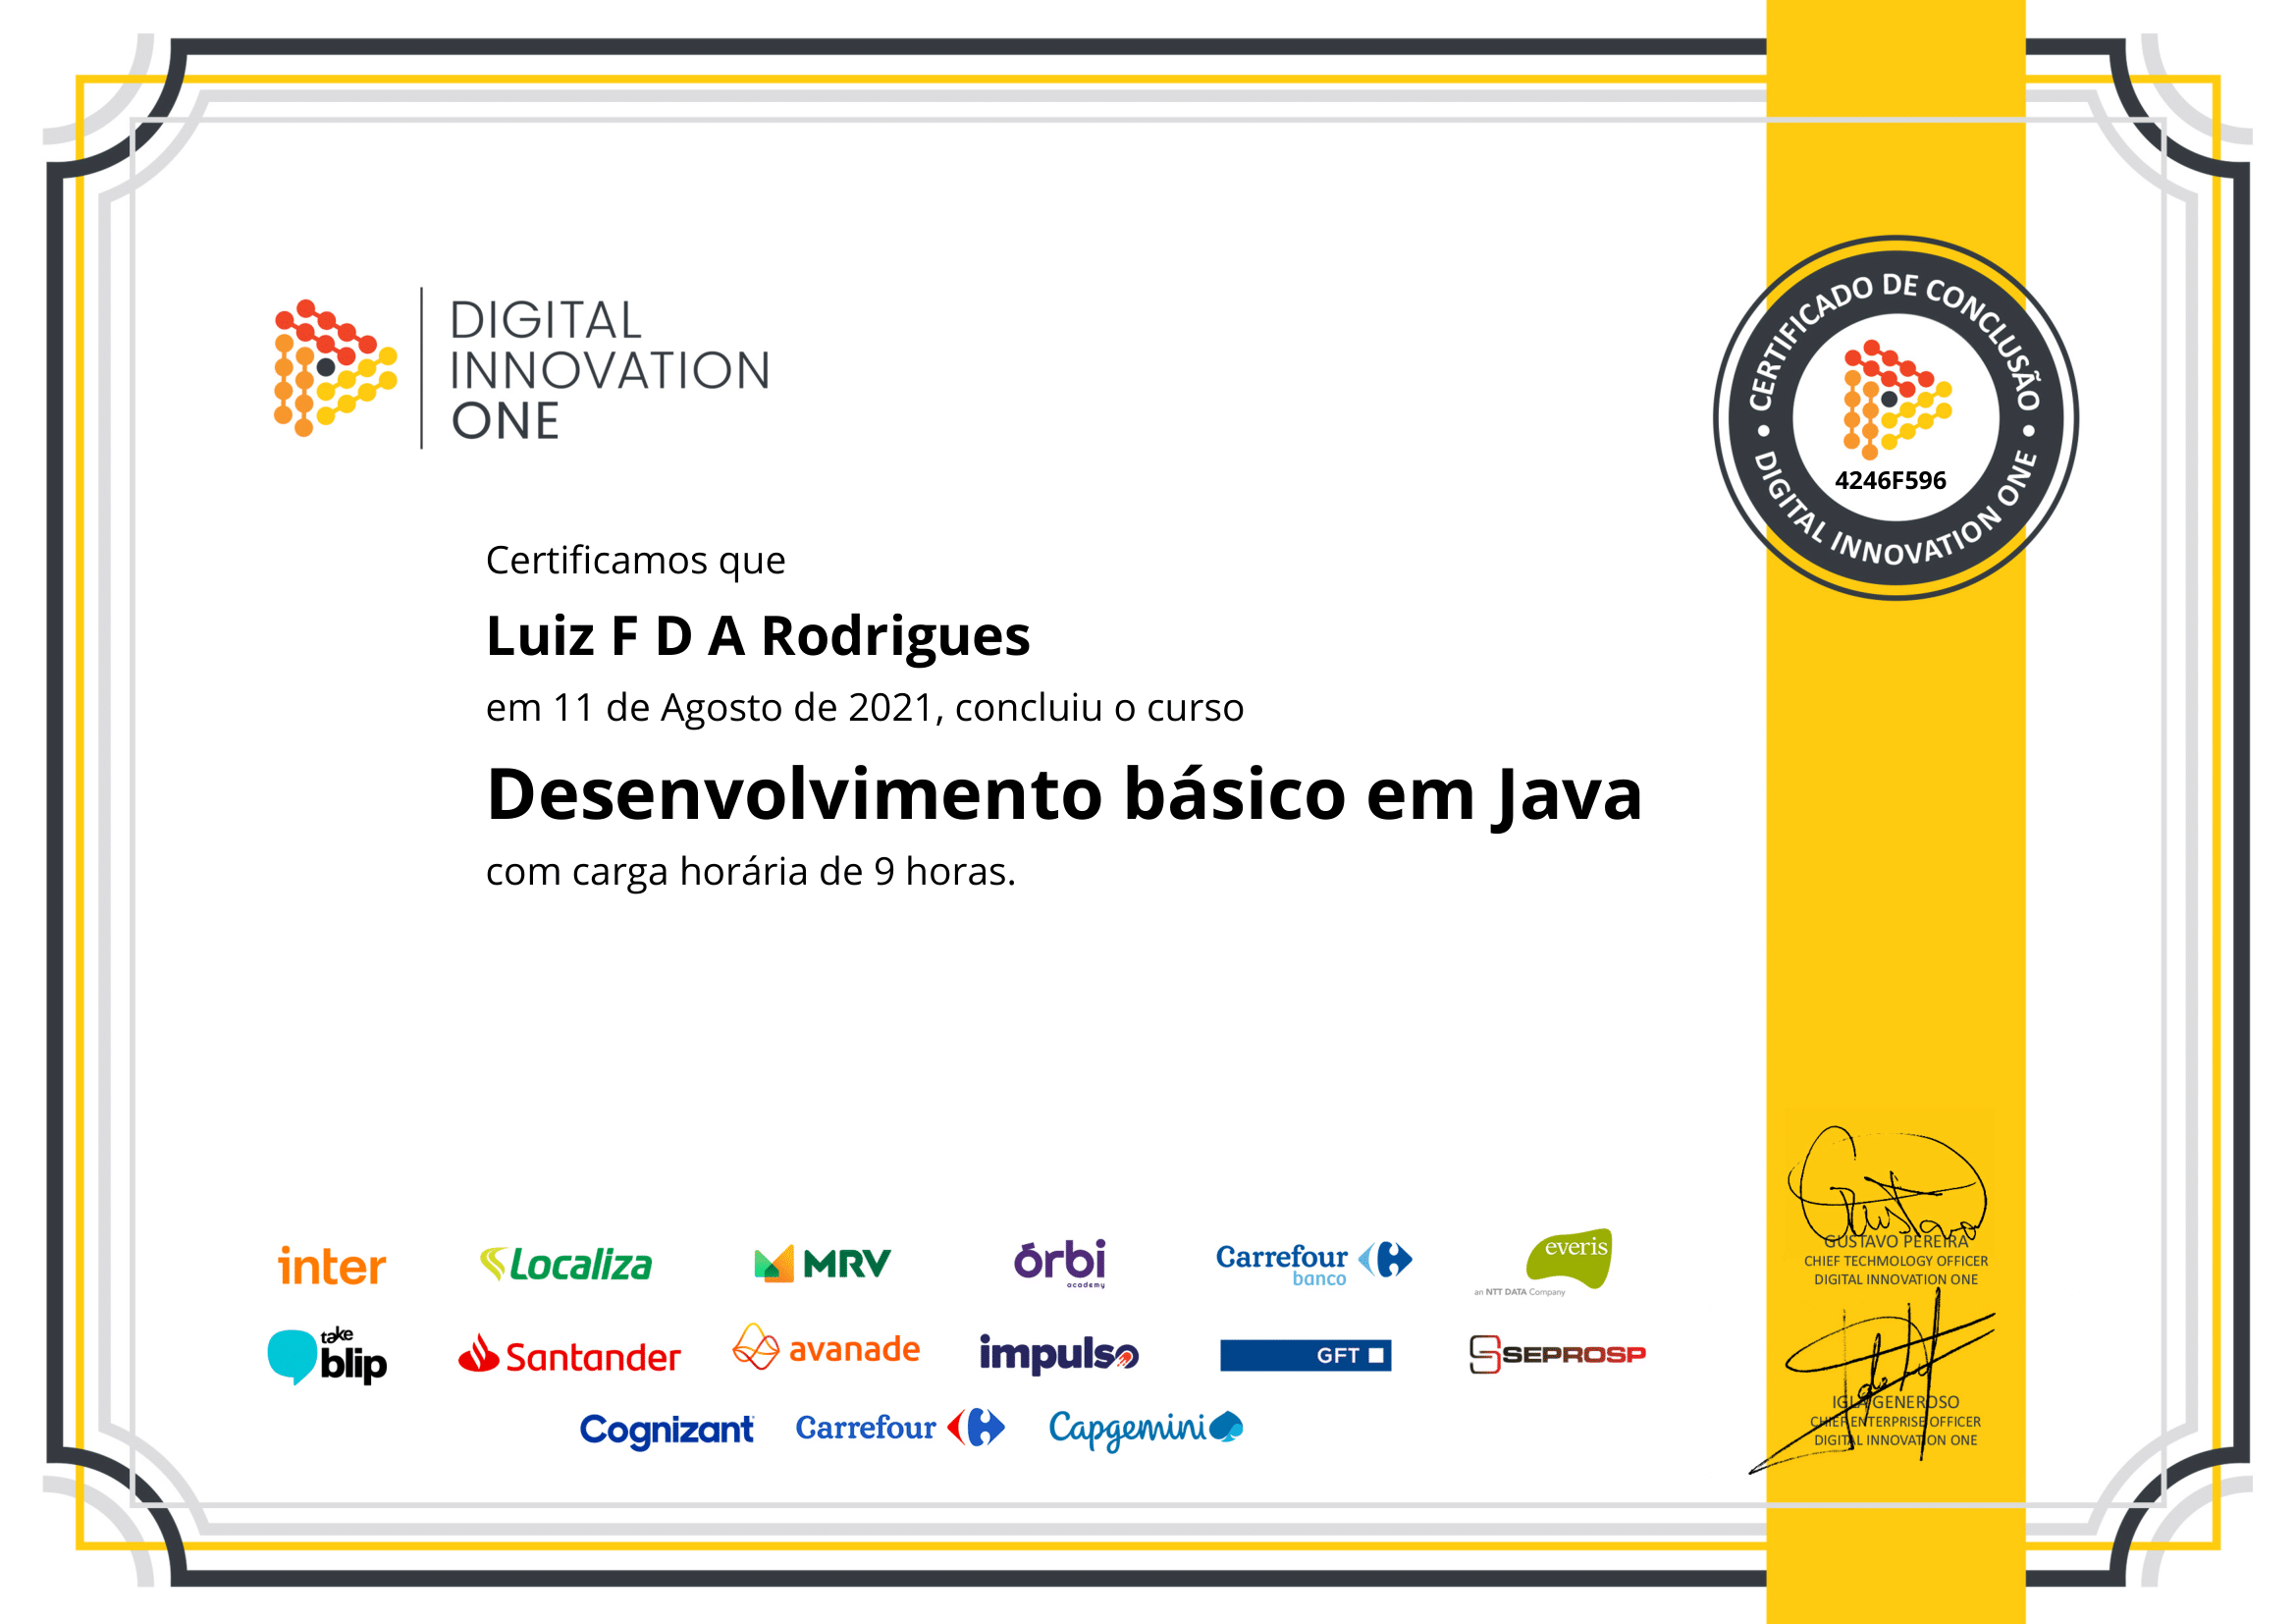 DIGITAL
INNOVATION
ONE
CERTIFICADO DE CONCLUSÃO
4246F596
• DIGITAL INNOVATION ONE •
Certificamos que
Luiz F D A Rodrigues
em 11 de Agosto de 2021, concluiu o curso
Desenvolvimento básico em Java
com carga horária de 9 horas.
inter
Localiza
MRV
órbi
academy
Carrefour
banco
everis
an NTT DATA Company
take
blip
Santander
avanade
impulso
GFT
SEPROSP
Cognizant
Carrefour
Capgemini
GUSTAVO PEREIRA
CHIEF TECHMOLOGY OFFICER
DIGITAL INNOVATION ONE
IGLA GENEROSO
CHIEF ENTERPRISE OFFICER
DIGITAL INNOVATION ONE